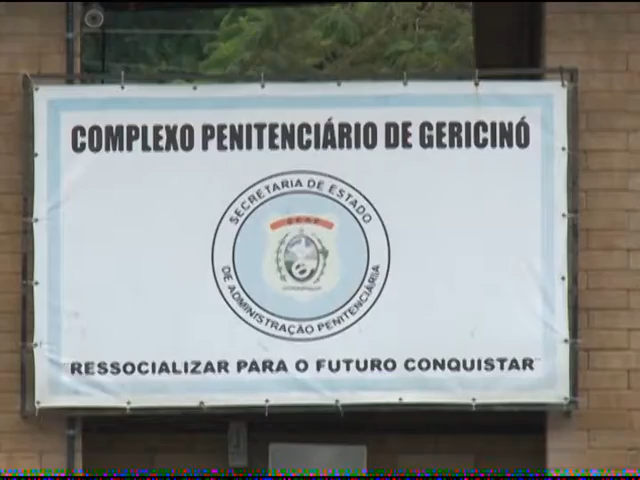 COMPLEXO PENITENCIÁRIO DE GERICINÓ
SECRETARIA DE ESTADO
SEAP
DE ADMINISTRAÇÃO PENITENCIÁRIA
"RESSOCIALIZAR PARA O FUTURO CONQUISTAR"